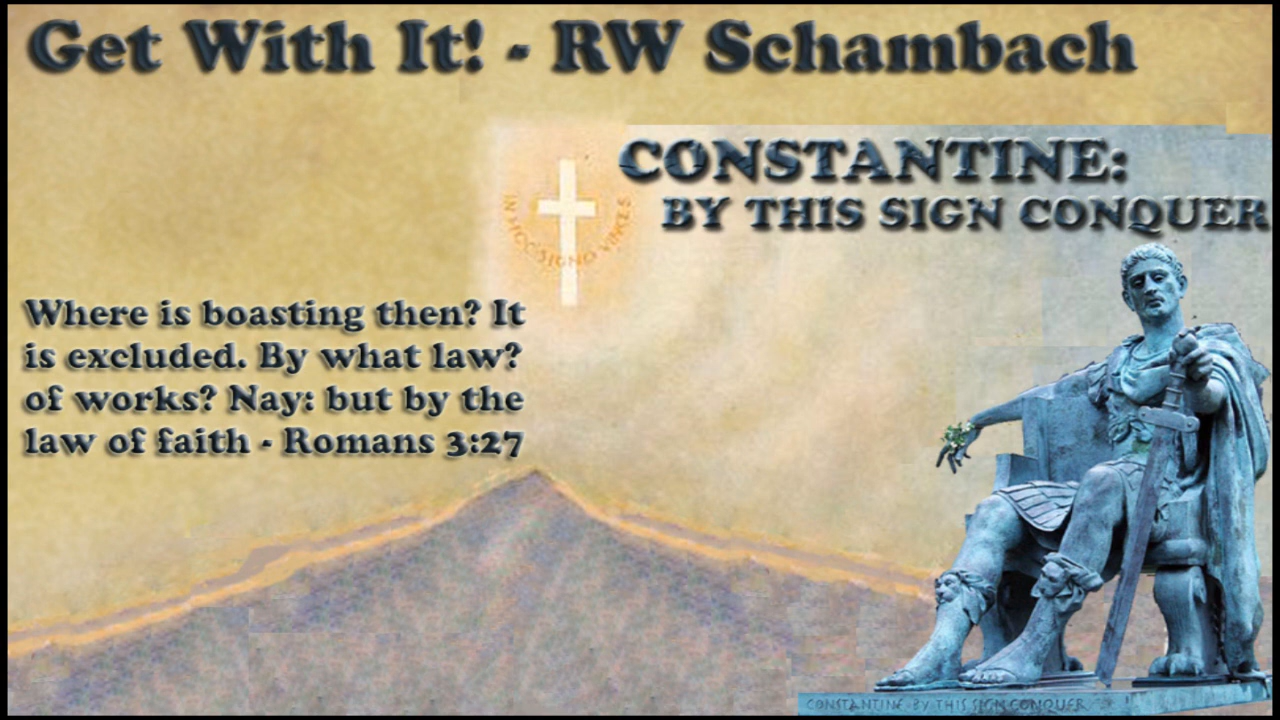 Get With It! - RW Schambach
CONSTANTINE:
BY THIS SIGN CONQUER
IN HOC SIGNO VINCES
Where is boasting then? It
is excluded. By what law?
of works? Nay: but by the
law of faith - Romans 3:27
CONSTANTINE BY THIS SIGN CONQUER